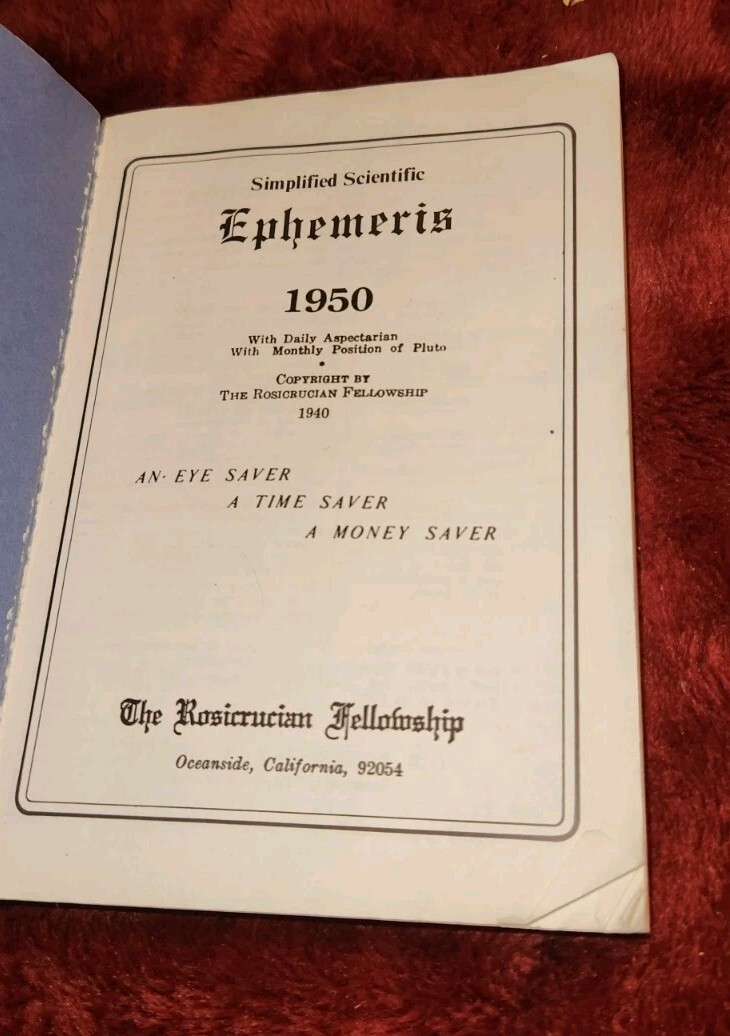 Simplified Scientific
Ephemeris
1950
With Daily Aspectarian
With Monthly Position of Pluto
COPYRIGHT BY
THE ROSICRUCIAN FELLOWSHIP
1940
AN· EYE SAVER
A TIME SAVER
A MONEY SAVER
The Rosicrucian Fellowship
Oceanside, California, 92054